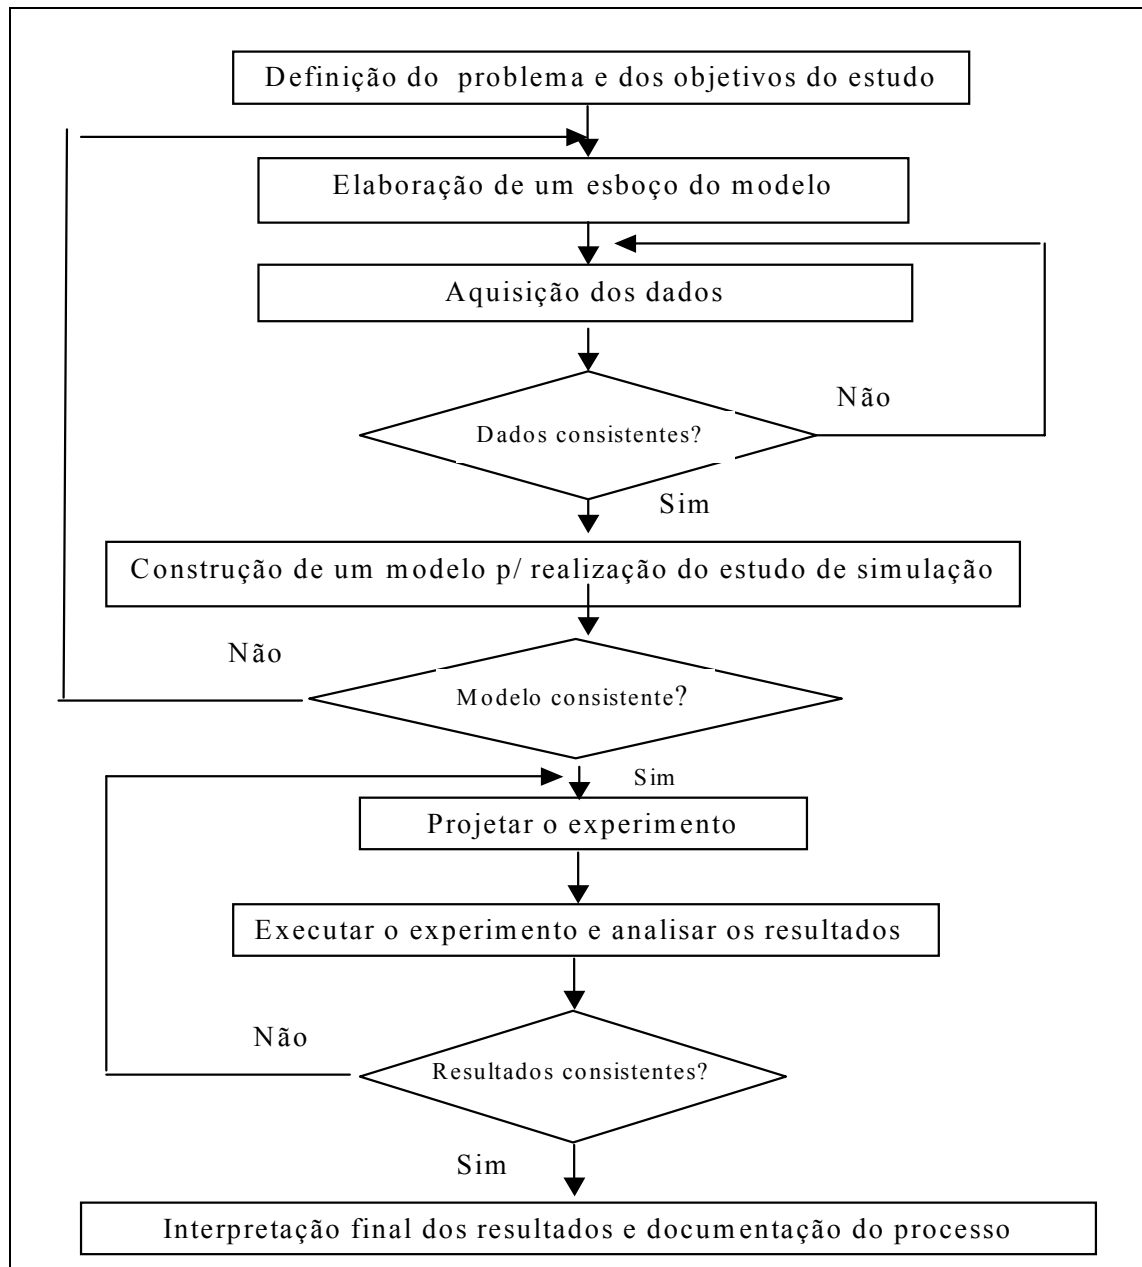 Definição do problema e dos objetivos do estudo
Elaboração de um esboço do modelo
Aquisição dos dados
Não
Dados consistentes?
Sim
Construção de um modelo p/ realização do estudo de simulação
Não
Modelo consistente?
Sim
Projetar o experimento
Executar o experimento e analisar os resultados
Não
Resultados consistentes?
Sim
Interpretação final dos resultados e documentação do processo